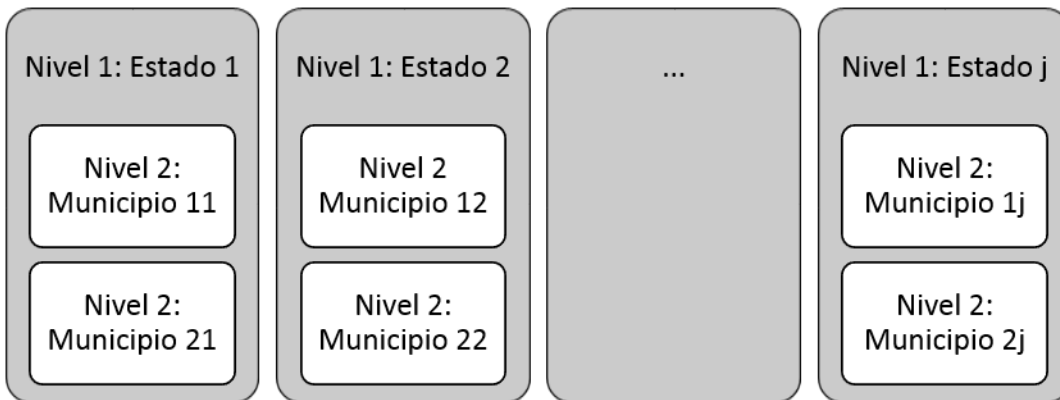 Nivel 1: Estado 1
Nivel 2:
Municipio 11
Nivel 2:
Municipio 21
Nivel 1: Estado 2
Nivel 2
Municipio 12
Nivel 2:
Municipio 22
...
Nivel 1: Estado j
Nivel 2:
Municipio 1j
Nivel 2:
Municipio 2j